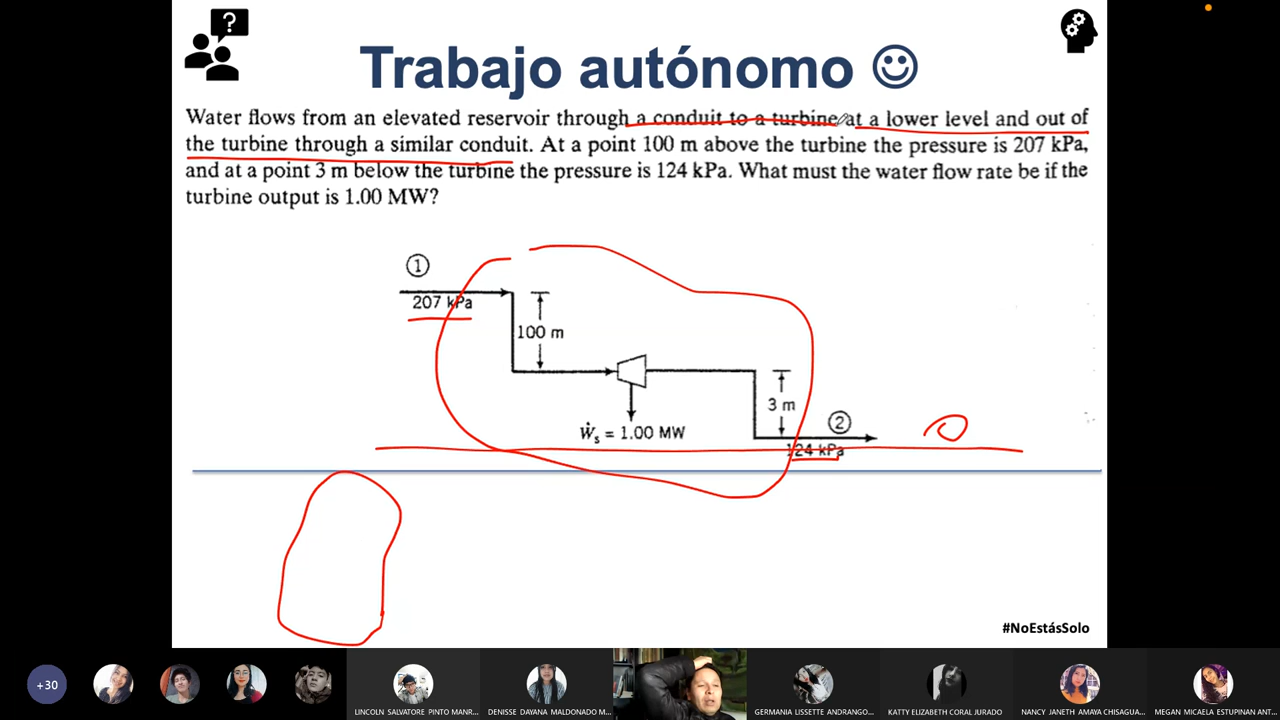 ?
Trabajo autónomo
Water flows from an elevated reservoir through a conduit to a turbine at a lower level and out of
the turbine through a similar conduit. At a point 100 m above the turbine the pressure is 207 kPa,
and at a point 3 m below the turbine the pressure is 124 kPa. What must the water flow rate be if the
turbine output is 1.00 MW?
1
207 kPa
100 m
3 m
2
Ẇs = 1.00 MW
124 kPa
#NoEstásSolo
+30
LINCOLN SALVATORE PINTO MANR...
DENISSE DAYANA MALDONADO M...
GERMANIA LISSETTE ANDRANGO...
KATTY ELIZABETH CORAL JURADO
NANCY JANETH AMAYA CHISAGUA...
MEGAN MICAELA ESTUPINAN ANT...